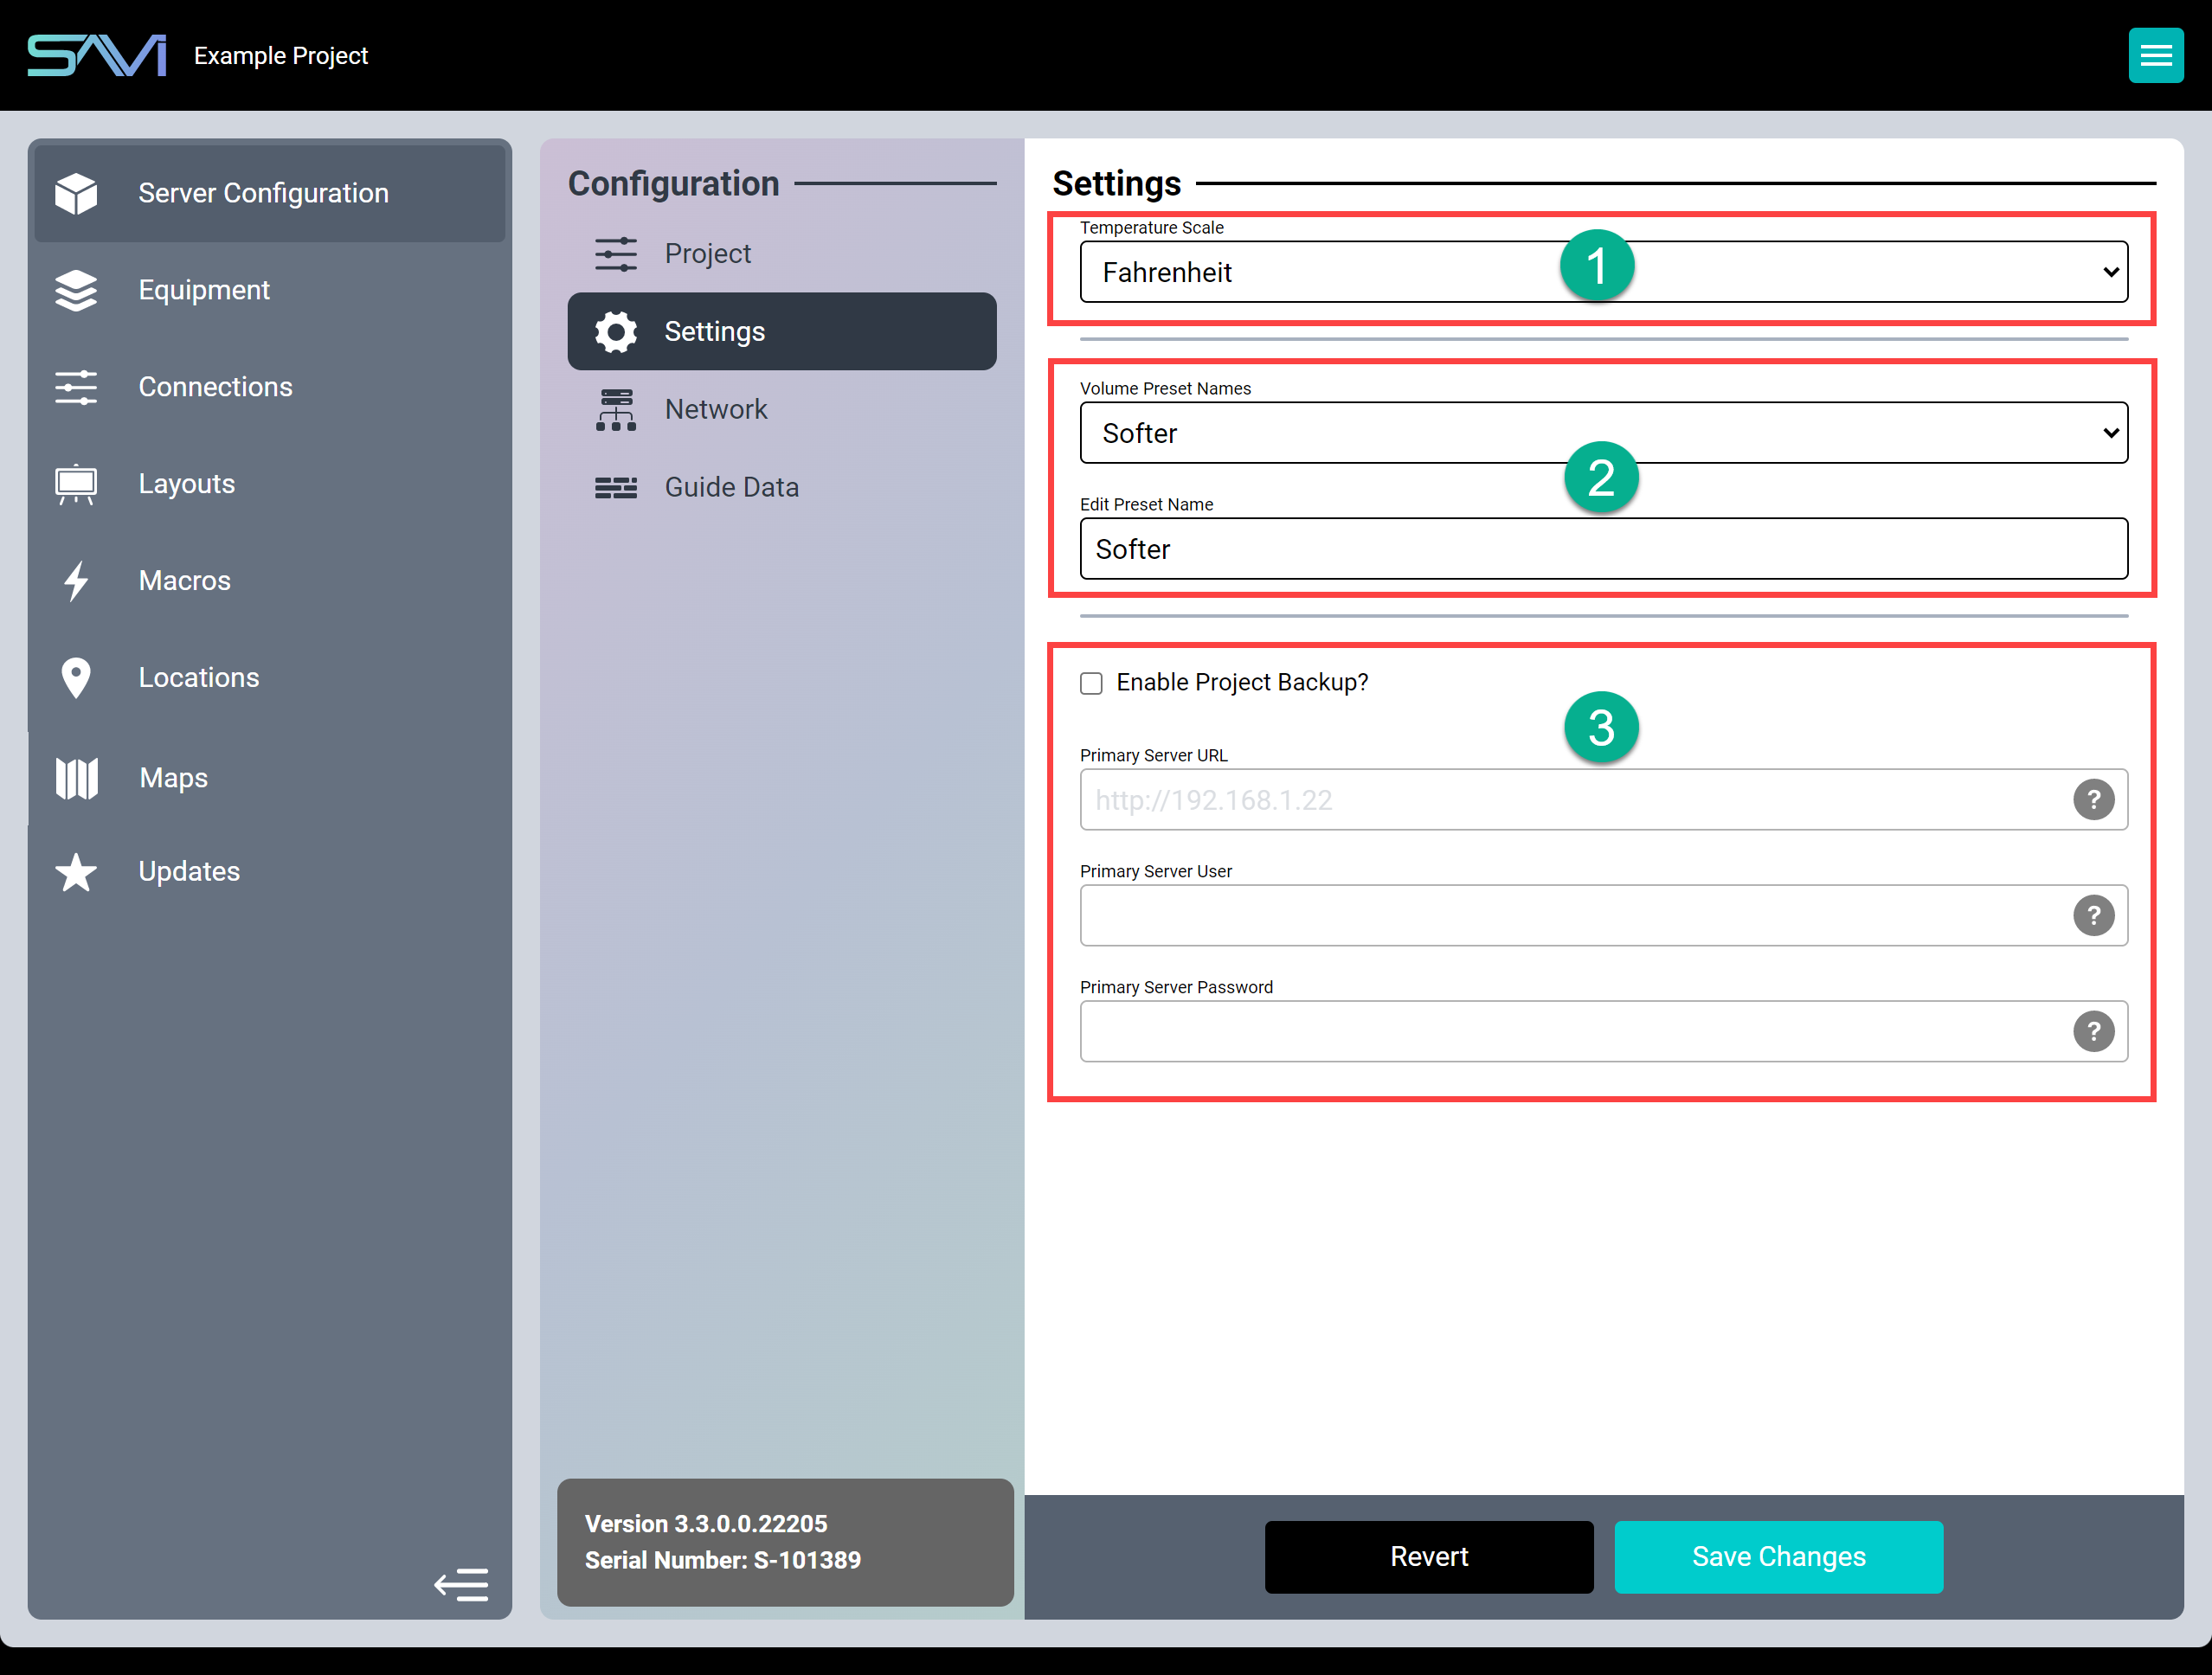 SAVI Example Project
Server Configuration
Equipment
Connections
Layouts
Macros
Locations
Maps
Updates
Configuration
Project
Settings
Network
Guide Data
Version 3.3.0.0.22205
Serial Number: S-101389
Settings
Temperature Scale
Fahrenheit
1
Volume Preset Names
Softer
2
Edit Preset Name
Softer
Enable Project Backup?
3
Primary Server URL
http://192.168.1.22
?
Primary Server User
?
Primary Server Password
?
Revert
Save Changes